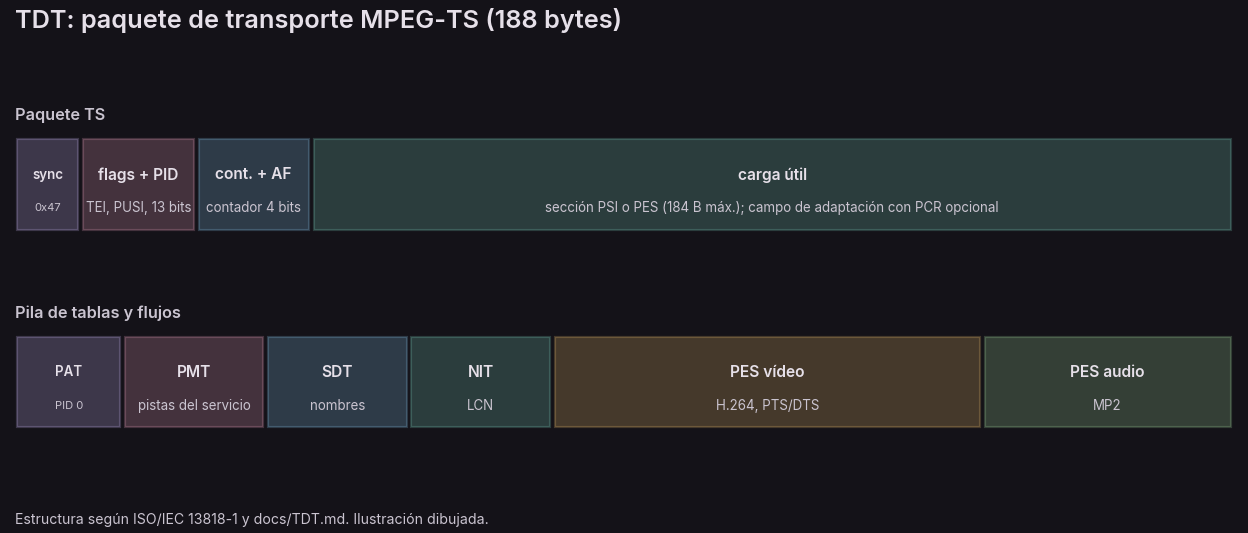 TDT: paquete de transporte MPEG-TS (188 bytes)
Paquete TS
sync
0x47
flags + PID
TEI, PUSI, 13 bits
cont. + AF
contador 4 bits
carga útil
sección PSI o PES (184 B máx.); campo de adaptación con PCR opcional
Pila de tablas y flujos
PAT
PID 0
PMT
pistas del servicio
SDT
nombres
NIT
LCN
PES vídeo
H.264, PTS/DTS
PES audio
MP2
Estructura según ISO/IEC 13818-1 y docs/TDT.md. Ilustración dibujada.